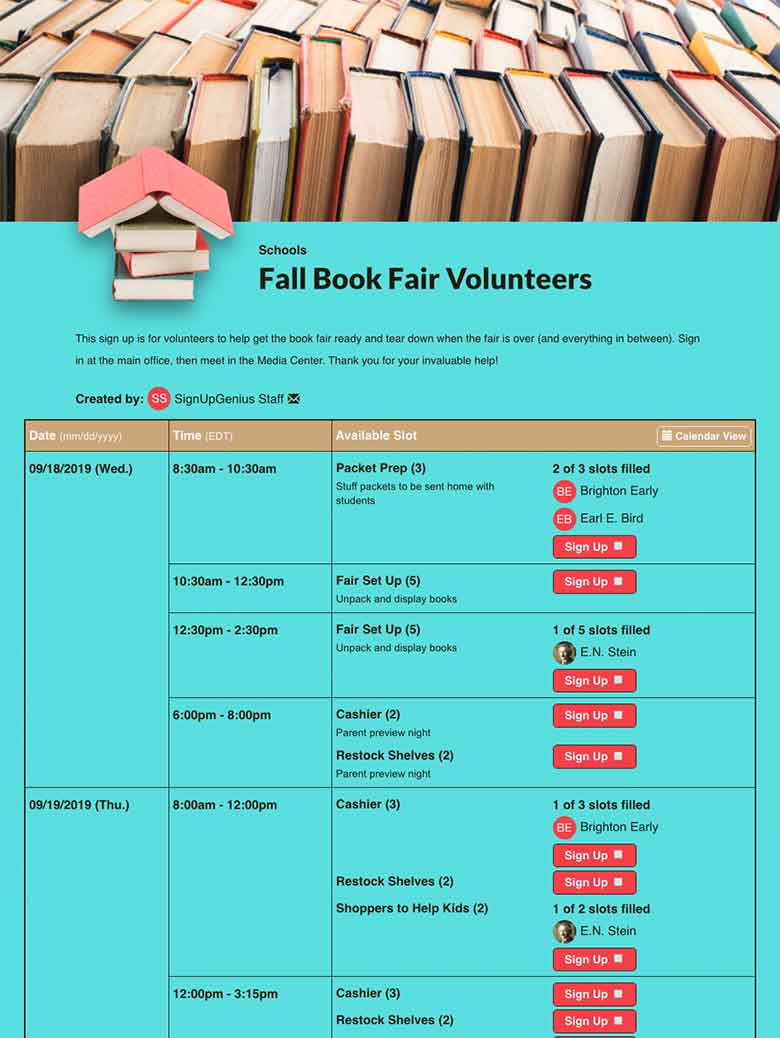 Schools
Fall Book Fair Volunteers
This sign up is for volunteers to help get the book fair ready and tear down when the fair is over (and everything in between). Sign
in at the main office, then meet in the Media Center. Thank you for your invaluable help!
Created by: SS SignUpGenius Staff
Date (mm/dd/yyyy) Time (EDT) Available Slot Calendar View
09/18/2019 (Wed.) 8:30am - 10:30am Packet Prep (3) 2 of 3 slots filled
Stuff packets to be sent home with
students
BE Brighton Early
EB Earl E. Bird
Sign Up
10:30am - 12:30pm Fair Set Up (5) Sign Up
Unpack and display books
12:30pm - 2:30pm Fair Set Up (5) 1 of 5 slots filled
Unpack and display books E.N. Stein
Sign Up
6:00pm - 8:00pm Cashier (2) Sign Up
Parent preview night
Restock Shelves (2) Sign Up
Parent preview night
09/19/2019 (Thu.) 8:00am - 12:00pm Cashier (3) 1 of 3 slots filled
BE Brighton Early
Sign Up
Restock Shelves (2) Sign Up
Shoppers to Help Kids (2) 1 of 2 slots filled
E.N. Stein
Sign Up
12:00pm - 3:15pm Cashier (3) Sign Up
Restock Shelves (2) Sign Up